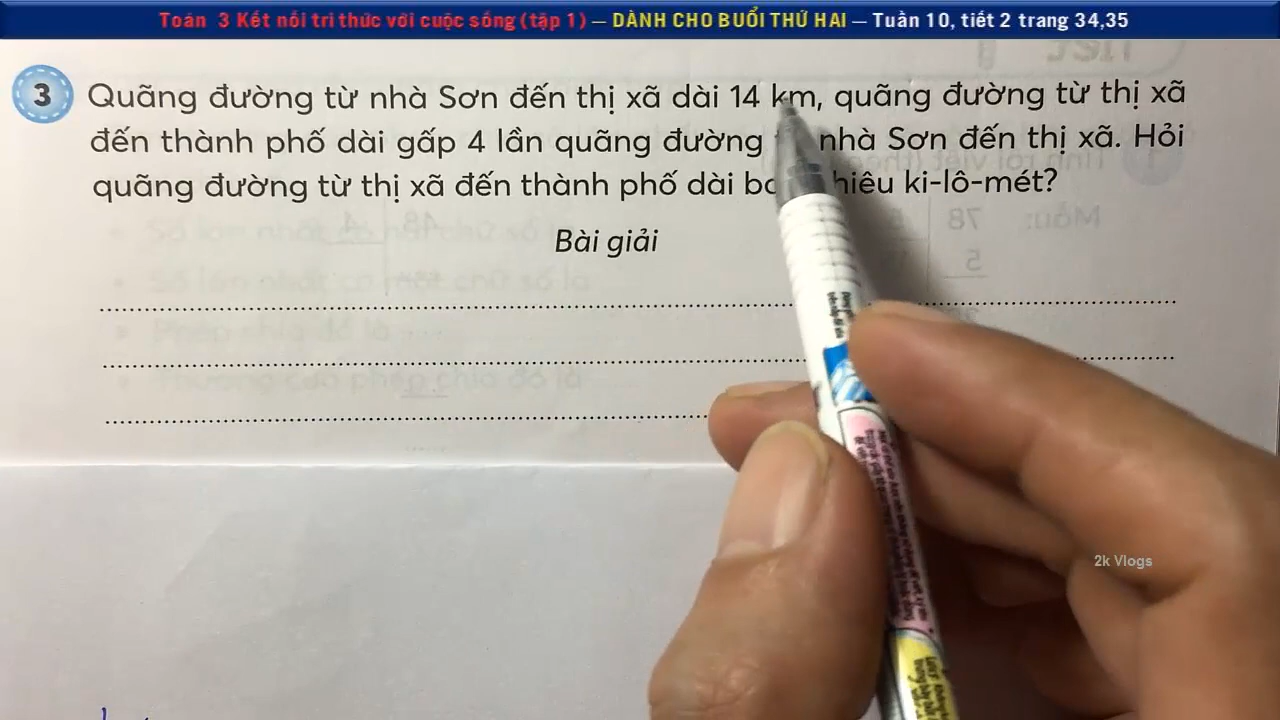 Toán 3 Kết nối tri thức với cuộc sống (tập 1) — DÀNH CHO BUỔI THỨ HAI — Tuần 10, tiết 2 trang 34,35
3 Quãng đường từ nhà Sơn đến thị xã dài 14 km, quãng đường từ thị xã
đến thành phố dài gấp 4 lần quãng đường nhà Sơn đến thị xã. Hỏi
quãng đường từ thị xã đến thành phố dài ki-lô-mét?
Bài giải
2k Vlogs